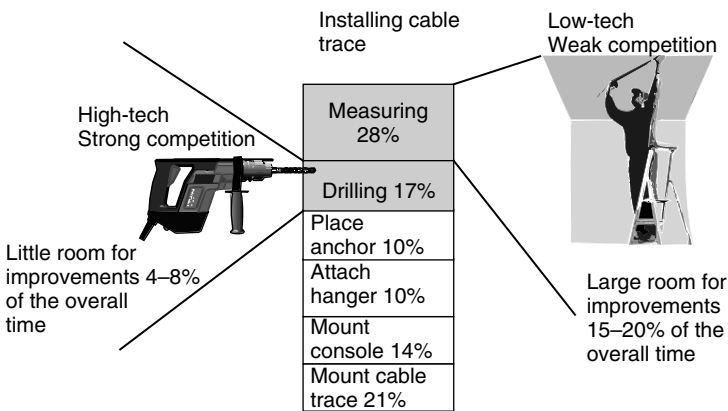 Installing cable
trace
Low-tech
Weak competition
High-tech
Strong competition
Measuring
28%
Drilling 17%
Place
anchor 10%
Attach
hanger 10%
Mount
console 14%
Mount cable
trace 21%
Little room for
improvements 4–8%
of the overall
time
Large room for
improvements
15–20% of the
overall time